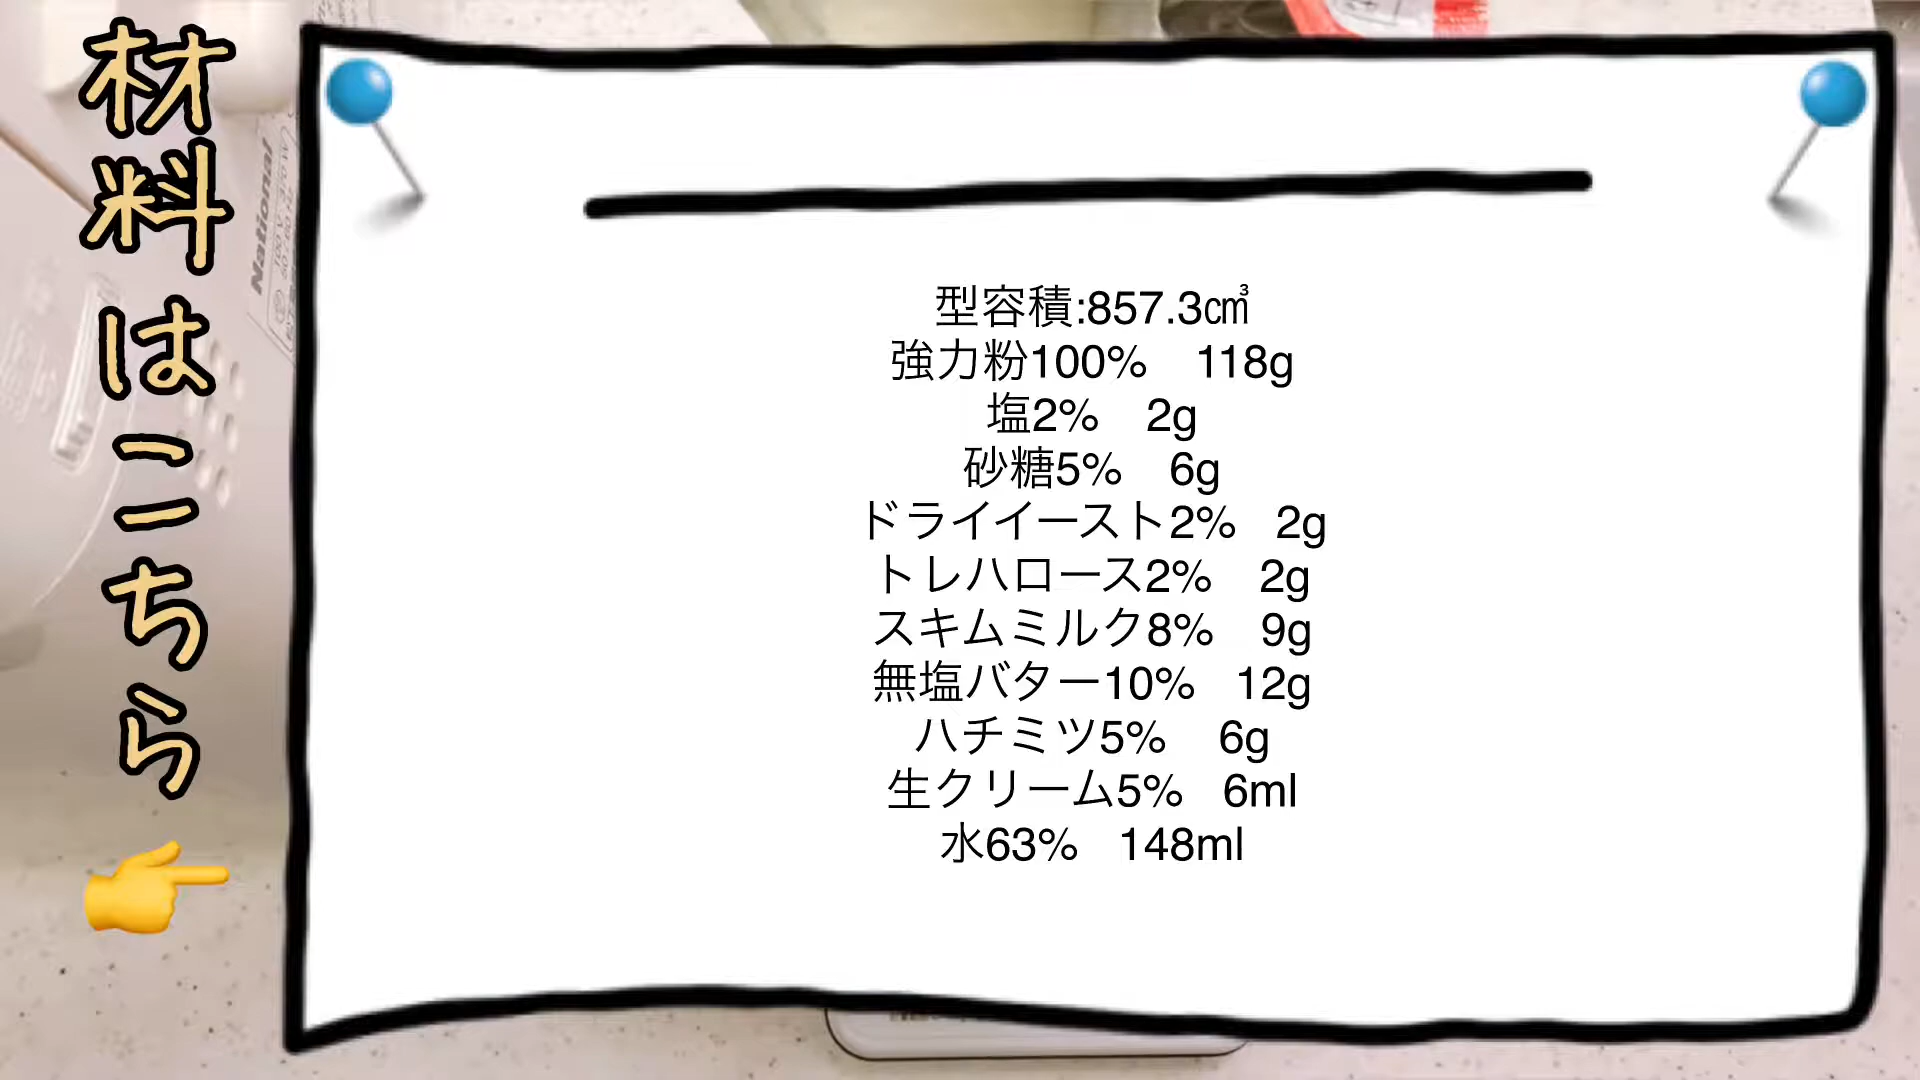 材料はこちら👉
National
型容積:857.3㎤
強力粉100%　118g
塩2%　2g
砂糖5%　6g
ドライイースト2%　2g
トレハロース2%　2g
スキムミルク8%　9g
無塩バター10%　12g
ハチミツ5%　6g
生クリーム5%　6ml
水63%　148ml